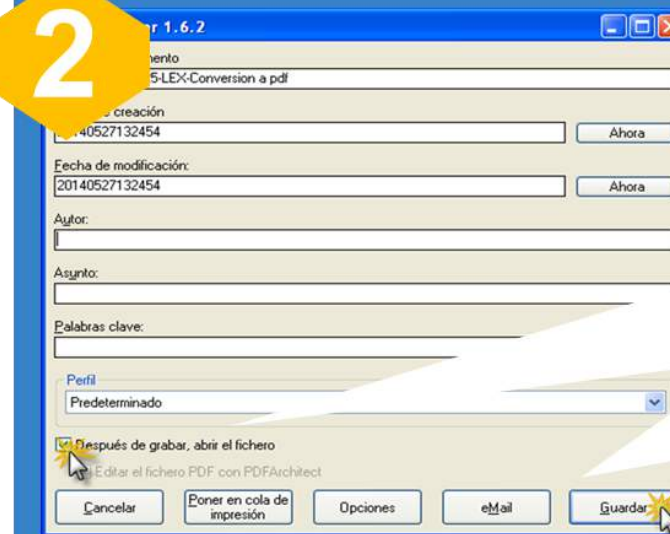 2
1.6.2
5-LEX-Conversion a pdf
creación
20140527132454
Ahora
Fecha de modificación:
20140527132454
Ahora
Autor:
Asunto:
Palabras clave:
Perfil
Predeterminado
Después de grabar, abrir el fichero
Editar el fichero PDF con PDFArchitect
Cancelar
Poner en cola de
impresión
Opciones
eMail
Guardar